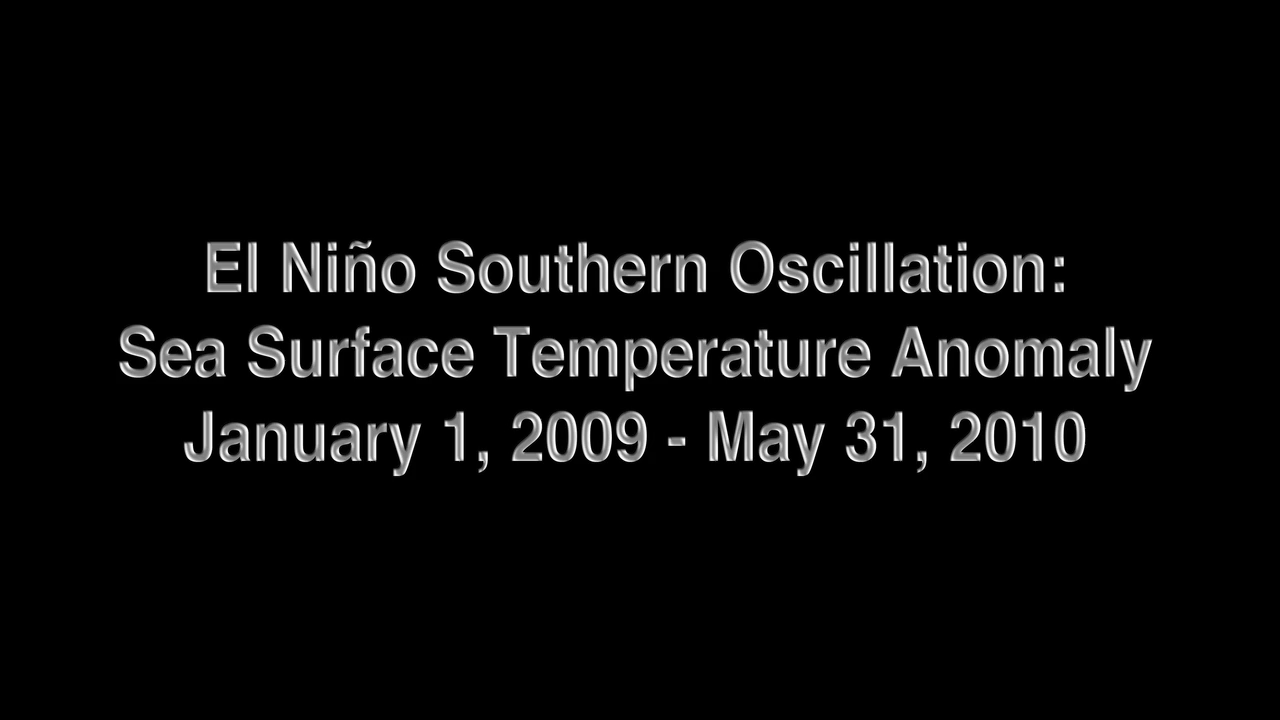 El Niño Southern Oscillation:
Sea Surface Temperature Anomaly
January 1, 2009 - May 31, 2010